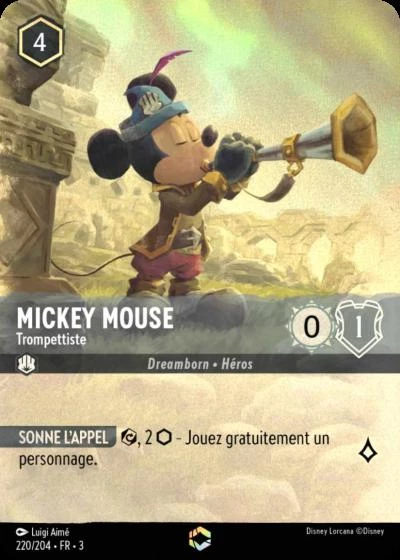 4
MICKEY MOUSE
Trompettiste
0
1
Dreamborn • Héros
SONNE L'APPEL , 2 - Jouez gratuitement un
personnage.
Luigi Aimé
220/204 • FR • 3
Disney Lorcana ©Disney